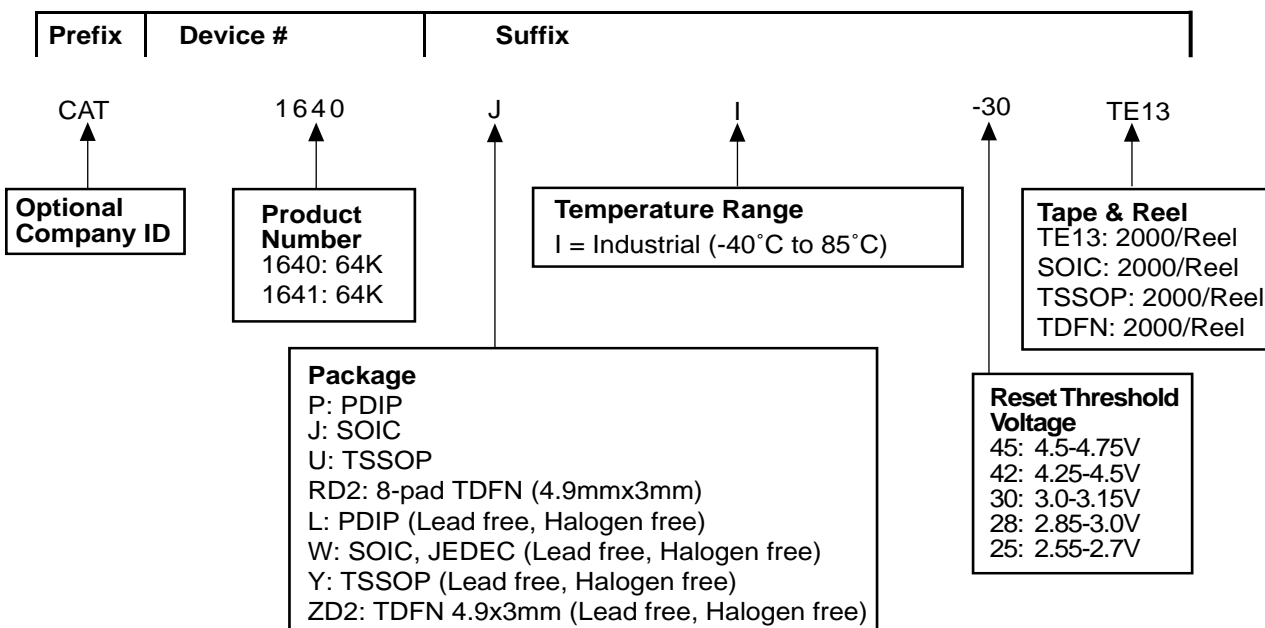 Prefix Device # Suffix
CAT 1640 J I -30 TE13
Optional
Company ID
Product
Number
1640: 64K
1641: 64K
Temperature Range
I = Industrial (-40˚C to 85˚C)
Tape & Reel
TE13: 2000/Reel
SOIC: 2000/Reel
TSSOP: 2000/Reel
TDFN: 2000/Reel
Package
P: PDIP
J: SOIC
U: TSSOP
RD2: 8-pad TDFN (4.9mmx3mm)
L: PDIP (Lead free, Halogen free)
W: SOIC, JEDEC (Lead free, Halogen free)
Y: TSSOP (Lead free, Halogen free)
ZD2: TDFN 4.9x3mm (Lead free, Halogen free)
Reset Threshold
Voltage
45: 4.5-4.75V
42: 4.25-4.5V
30: 3.0-3.15V
28: 2.85-3.0V
25: 2.55-2.7V